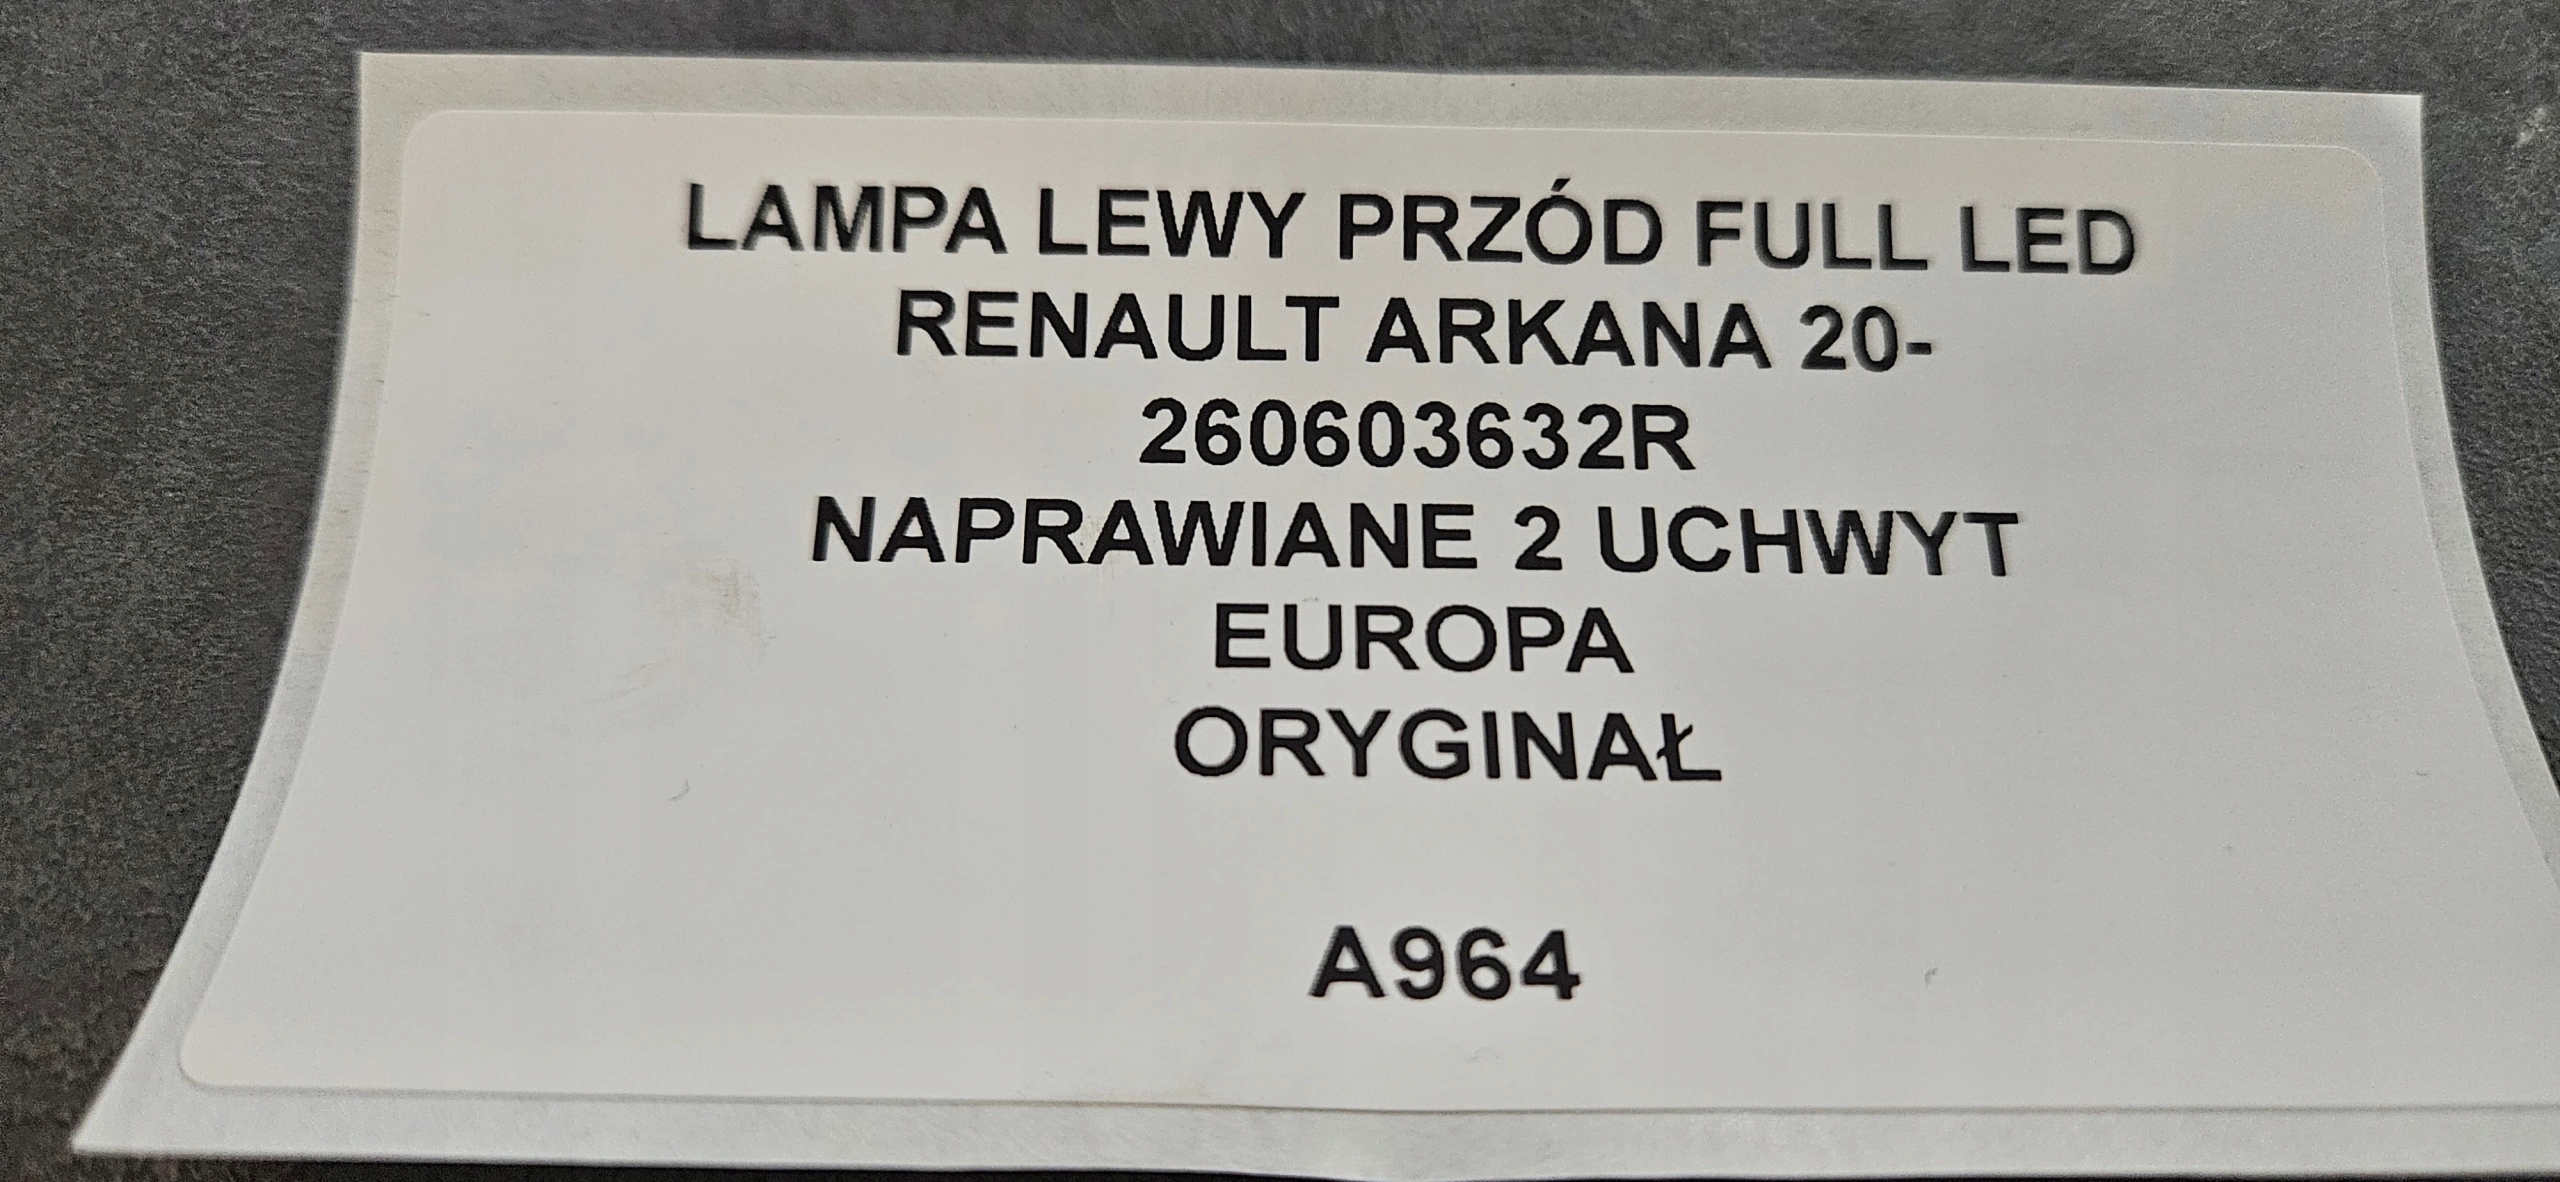 LAMPA LEWY PRZÓD FULL LED
RENAULT ARKANA 20-
260603632R
NAPRAWIANE 2 UCHWYT
EUROPA
ORYGINAŁ
A964